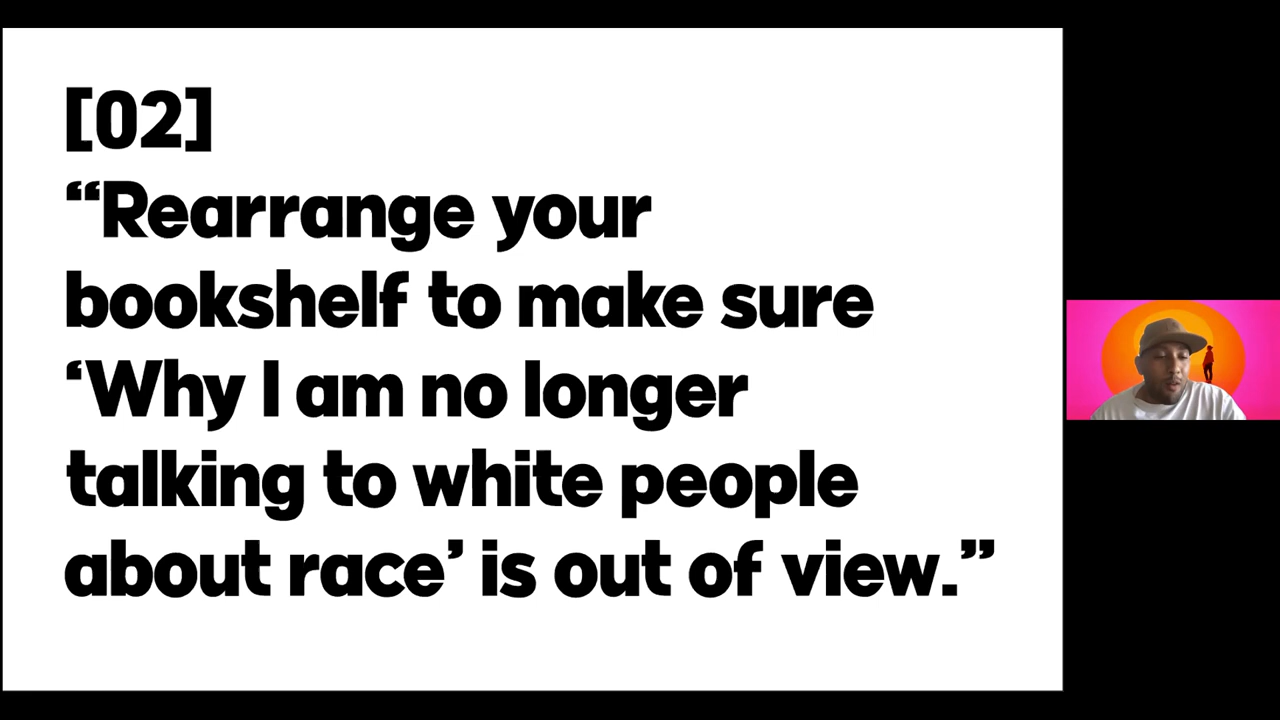 [02]
“Rearrange your
bookshelf to make sure
‘Why I am no longer
talking to white people
about race’ is out of view.”